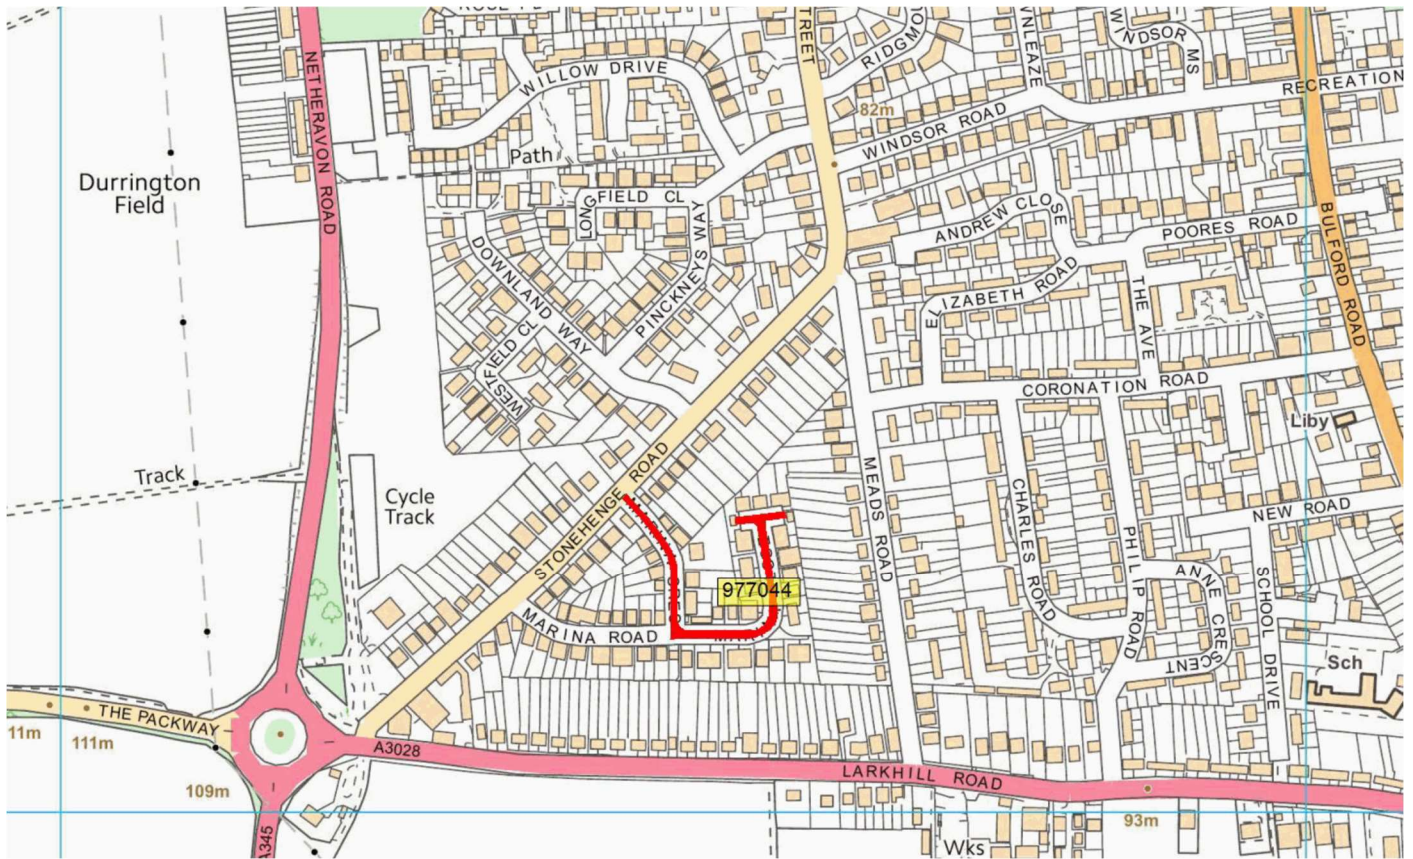 NETHERAVON ROAD
WILLOW DRIVE
TREET
RIDGMO
WNLEAZE
WINDSOR MS
RECREATION
82m
WINDSOR ROAD
Path
Durrington
Field
LONGFIELD CL
PINCKNEYS WAY
DOWNLAND WAY
WESTFIELD CL
ANDREW CLOSE
POORES ROAD
BULFORD ROAD
ELIZABETH ROAD
THE AVE
CORONATION ROAD
Liby
Track
Cycle
Track
STONEHENGE ROAD
MEADS ROAD
CHARLES ROAD
PHILIP ROAD
NEW ROAD
ANNE CRESCENT
SCHOOL DRIVE
977044
MARINA ROAD
Sch
THE PACKWAY
11m
111m
109m
A3028
LARKHILL ROAD
A345
93m
Wks